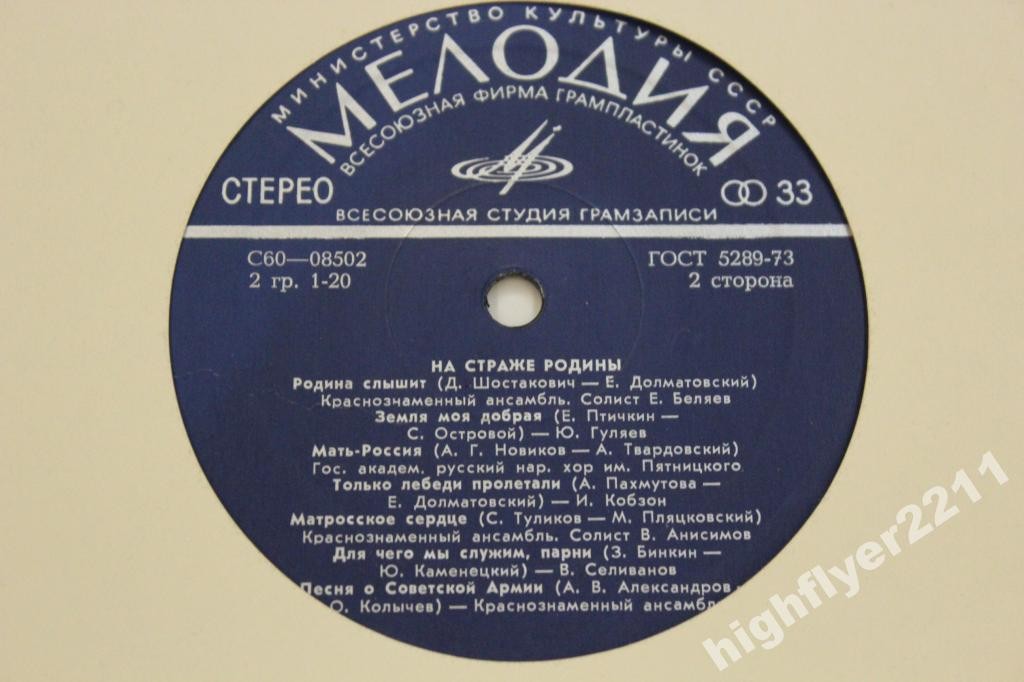 МИНИСТЕРСТВО КУЛЬТУРЫ СССР
МЕЛОДИЯ
ВСЕСОЮЗНАЯ ФИРМА ГРАМПЛАСТИНОК
СТЕРЕО
33
ВСЕСОЮЗНАЯ СТУДИЯ ГРАМЗАПИСИ
С60—08502
ГОСТ 5289-73
2 гр. 1-20
2 сторона
НА СТРАЖЕ РОДИНЫ
Родина слышит (Д. Шостакович — Е. Долматовский)
Краснознаменный ансамбль. Солист Е. Беляев
Земля моя добрая (Е. Птичкин —
С. Островой) — Ю. Гуляев
Мать-Россия (А. Г. Новиков — А. Твардовский)
Гос. академ. русский нар. хор им. Пятницкого
Только лебеди пролетали (А. Пахмутова —
Е. Долматовский) — И. Кобзон
Матросское сердце (С. Туликов — М. Пляцковский)
Краснознаменный ансамбль. Солист В. Анисимов
Для чего мы служим, парни (З. Бинкин —
Ю. Каменецкий) — В. Селиванов
Песня о Советской Армии (А. В. Александров —
О. Колычев) — Краснознаменный ансамбль
highflyer2211